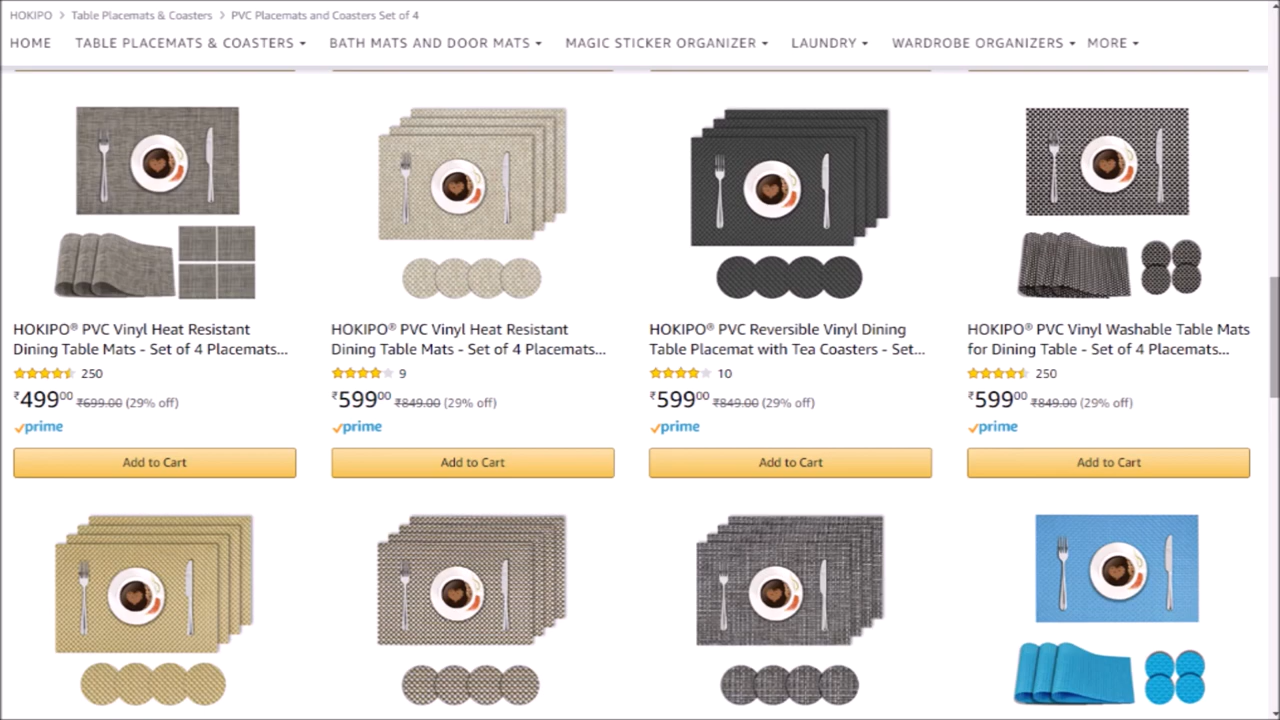 HOKIPO > Table Placemats & Coasters > PVC Placemats and Coasters Set of 4
HOME TABLE PLACEMATS & COASTERS BATH MATS AND DOOR MATS MAGIC STICKER ORGANIZER LAUNDRY WARDROBE ORGANIZERS MORE
HOKIPO® PVC Vinyl Heat Resistant
Dining Table Mats - Set of 4 Placemats...
250
₹49900 ₹699.00 (29% off)
prime
Add to Cart
HOKIPO® PVC Vinyl Heat Resistant
Dining Table Mats - Set of 4 Placemats...
9
₹59900 ₹849.00 (29% off)
prime
Add to Cart
HOKIPO® PVC Reversible Vinyl Dining
Table Placemat with Tea Coasters - Set...
10
₹59900 ₹849.00 (29% off)
prime
Add to Cart
HOKIPO® PVC Vinyl Washable Table Mats
for Dining Table - Set of 4 Placemats...
250
₹59900 ₹849.00 (29% off)
prime
Add to Cart